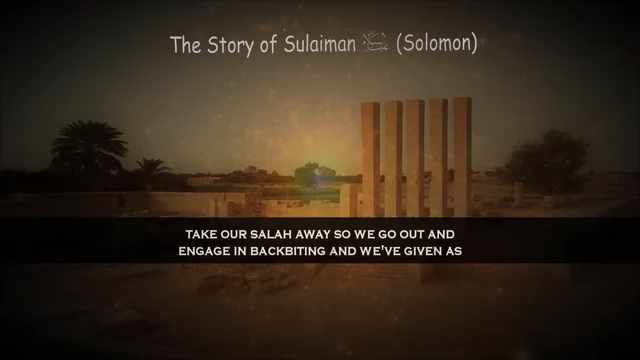 The Story of Sulaiman (Solomon)
TAKE OUR SALAH AWAY SO WE GO OUT AND
ENGAGE IN BACKBITING AND WE'VE GIVEN AS